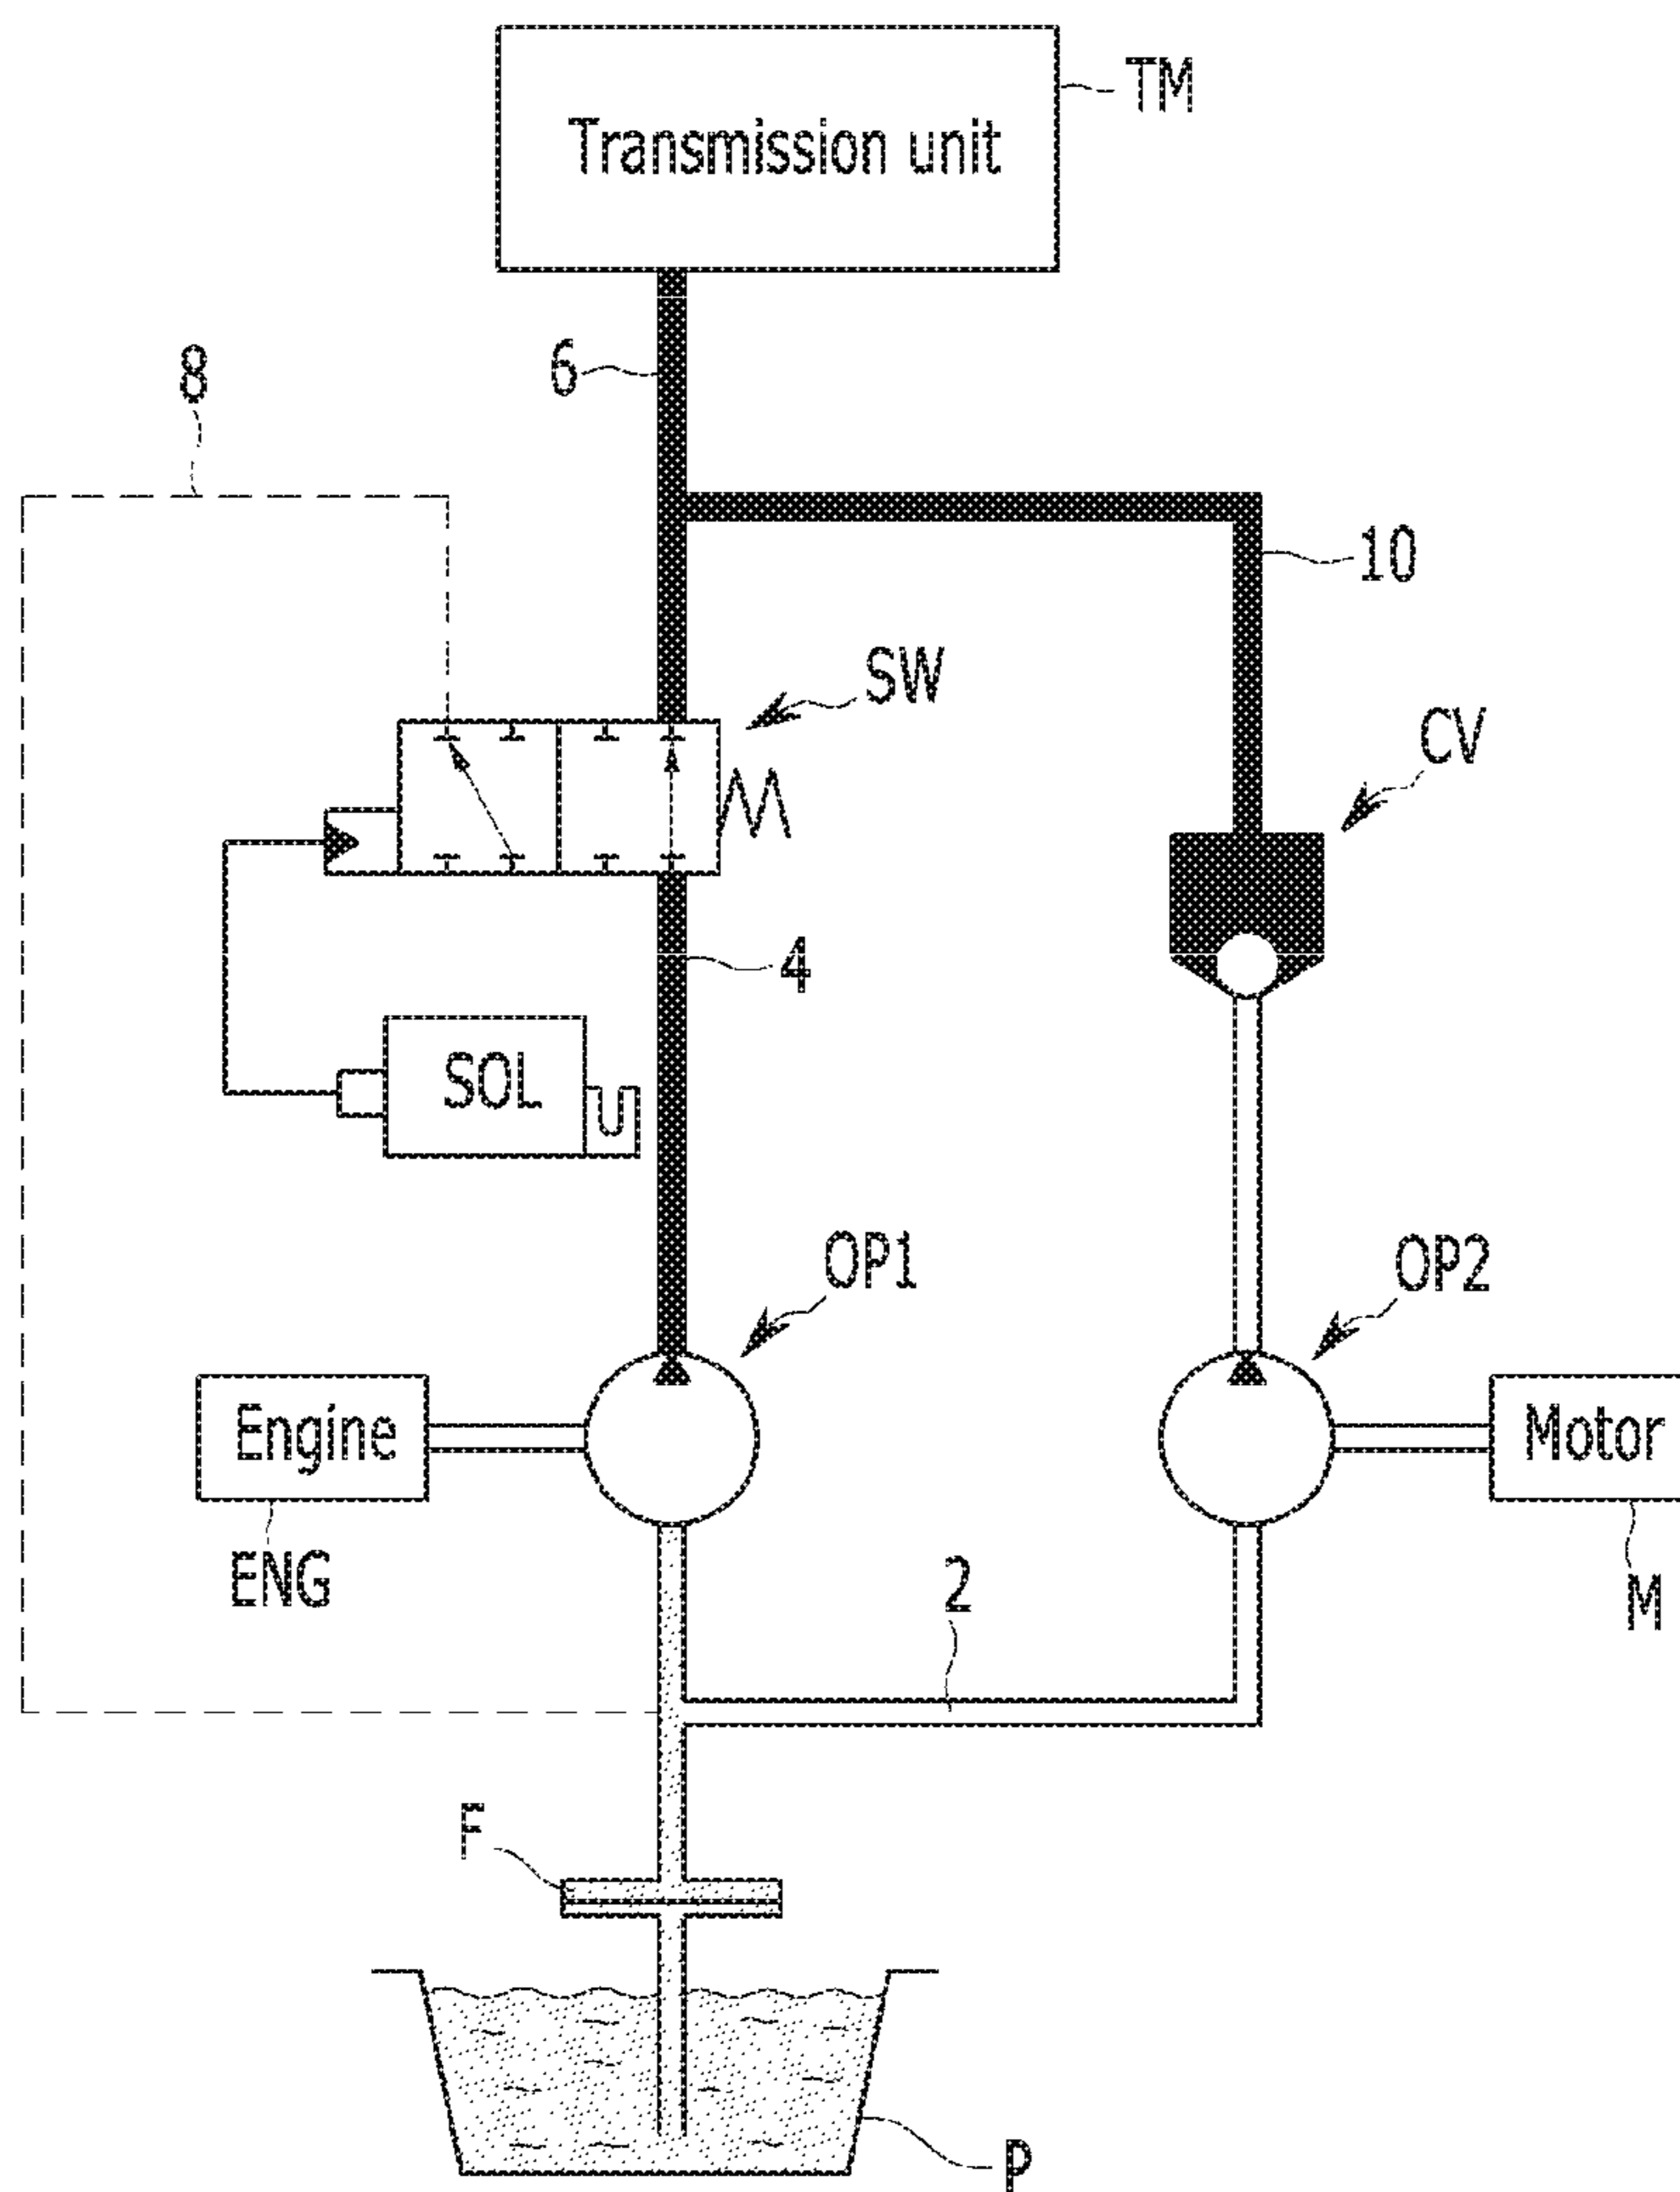 Transmission unit
TM
6
8
10
SW
CV
4
SOL
OP1
OP2
Engine
Motor
ENG
2
M
F
P